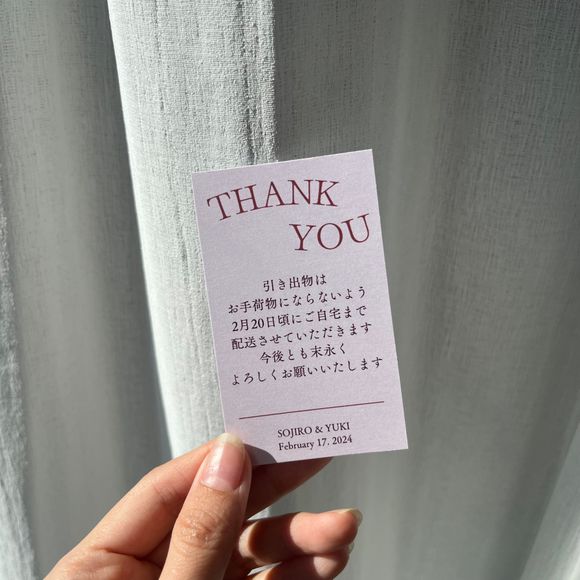 THANK
YOU
引き出物は
お手荷物にならないよう
2月20日頃にご自宅まで
配送させていただきます
今後とも末永く
よろしくお願いいたします
SOJIRO & YUKI
February 17. 2024